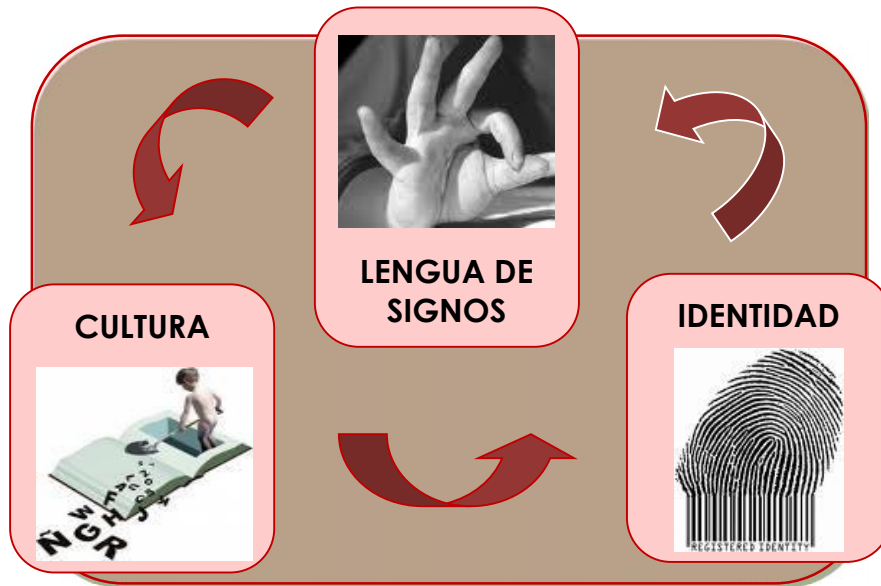 LENGUA DE
SIGNOS
CULTURA
IDENTIDAD
Ñ G R
REGISTERED IDENTITY